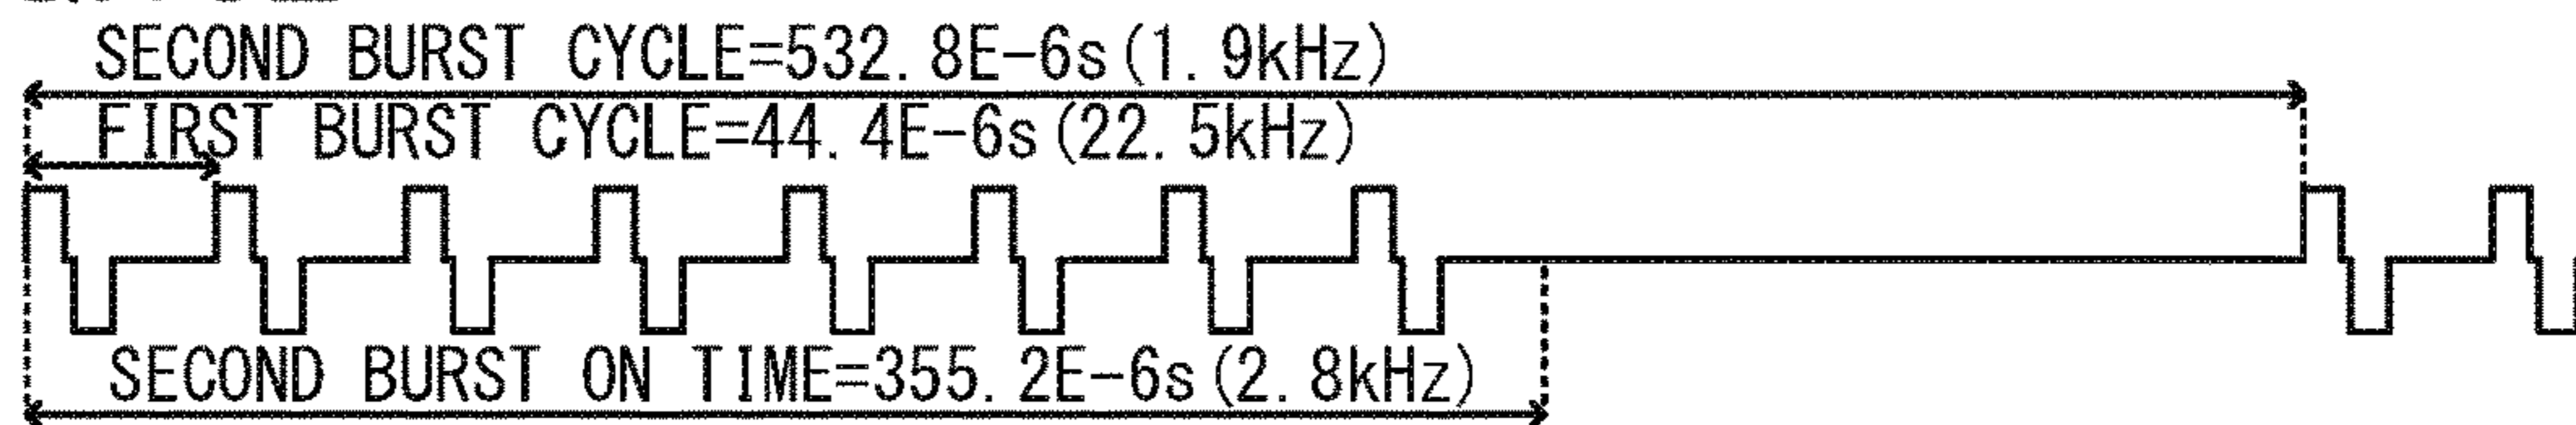 SECOND BURST CYCLE=532.8E-6s(1.9kHz)
FIRST BURST CYCLE=44.4E-6s(22.5kHz)
SECOND BURST ON TIME=355.2E-6s(2.8kHz)